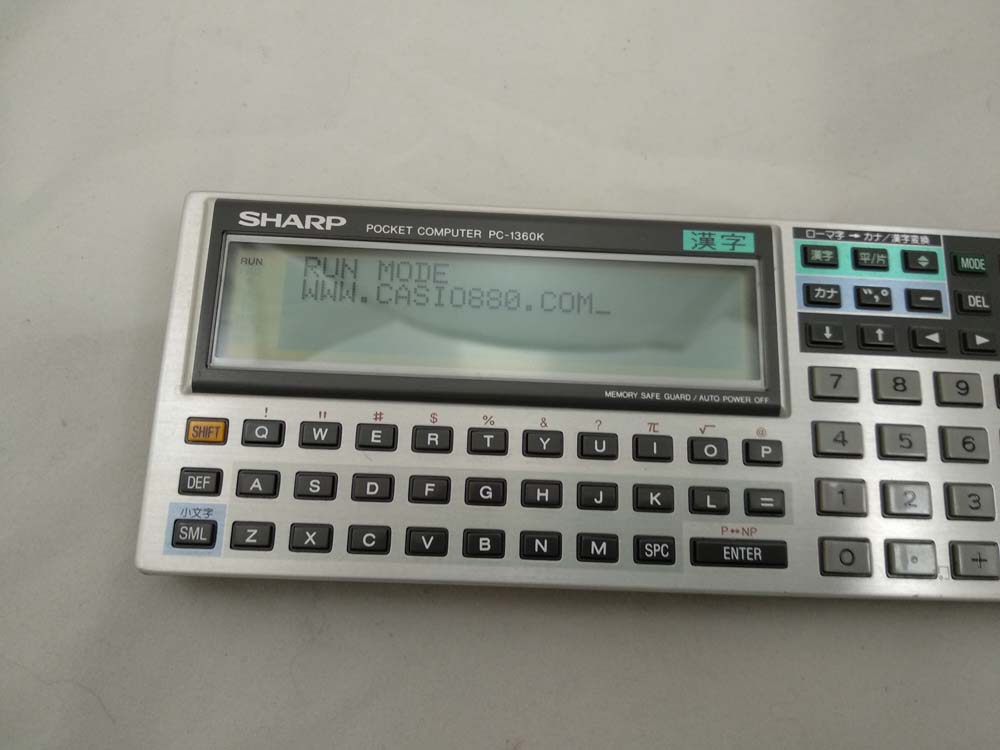 SHARP POCKET COMPUTER PC-1360K 漢字
RUN RUN MODE
WWW.CASIO880.COM_
MEMORY SAFE GUARD / AUTO POWER OFF
ローマ字 → カナ/漢字変換
漢字 平/片 MODE
カナ ",° − DEL
↓ ↑ ◀ ▶
7 8 9
4 5 6
1 2 3
0 . +
! " # $ % & ? π √ @
SHIFT Q W E R T Y U I O P
DEF A S D F G H J K L =
小文字 P↔NP
SML Z X C V B N M SPC ENTER